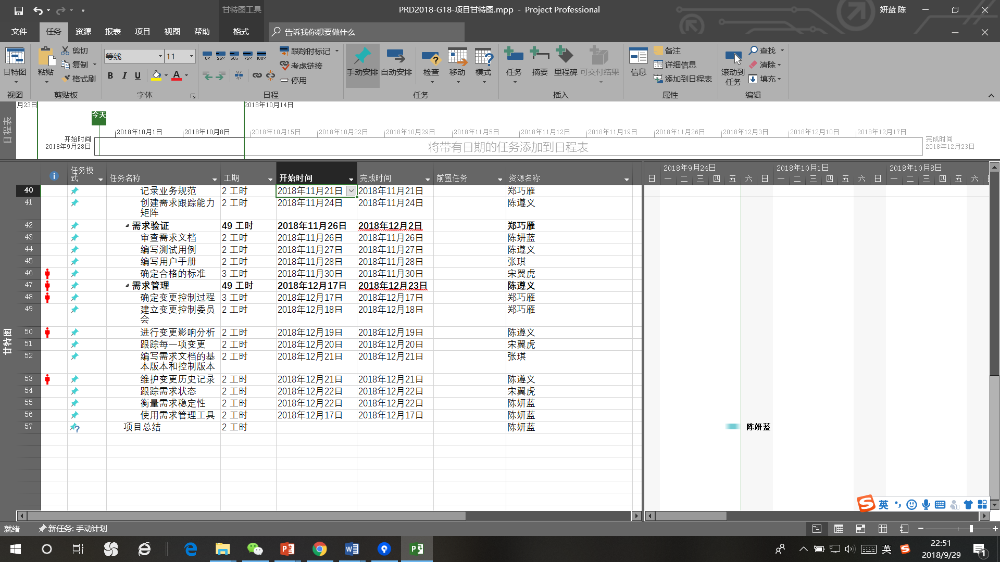 甘特图工具
PRD2018-G18-项目甘特图.mpp - Project Professional
妍蓝 陈
文件 任务 资源 报表 项目 视图 帮助 格式 告诉我你想要做什么
甘特图
粘贴
剪切
复制
格式刷
等线 11
B I U A
0% 25% 50% 75% 100%
跟踪时标记
考虑链接
停用
手动安排 自动安排 检查 移动 模式
任务 摘要 里程碑 可交付结果
信息
备注
详细信息
添加到日程表
滚动到
任务
查找
清除
填充
视图 剪贴板 字体 日程 任务 插入 属性 编辑
日程表
月23日 2018年10月14日
今天
2018年10月1日 2018年10月8日 2018年10月15日 2018年10月22日 2018年10月29日 2018年11月5日 2018年11月12日 2018年11月19日 2018年11月26日 2018年12月3日 2018年12月10日 2018年12月17日
开始时间
2018年9月28日
将带有日期的任务添加到日程表
完成时间
2018年12月23日
甘特图
任务模式 任务名称 工期 开始时间 完成时间 前置任务 资源名称
2018年9月24日 2018年10月1日 2018年10月8日
日 一 二 三 四 五 六 日 一 二 三 四 五 六 日 一 二 三 四 五 六
40 记录业务规范 2 工时 2018年11月21日 2018年11月21日 郑巧雁
41 创建需求跟踪能力矩阵 2 工时 2018年11月24日 2018年11月24日 陈遵义
42 需求验证 49 工时 2018年11月26日 2018年12月2日 郑巧雁
43 审查需求文档 2 工时 2018年11月26日 2018年11月26日 陈妍蓝
44 编写测试用例 2 工时 2018年11月27日 2018年11月27日 陈遵义
45 编写用户手册 2 工时 2018年11月28日 2018年11月28日 张琪
46 确定合格的标准 3 工时 2018年11月30日 2018年11月30日 宋翼虎
47 需求管理 49 工时 2018年12月17日 2018年12月23日 陈遵义
48 确定变更控制过程 3 工时 2018年12月17日 2018年12月17日 郑巧雁
49 建立变更控制委员会 2 工时 2018年12月18日 2018年12月18日 郑巧雁
50 进行变更影响分析 2 工时 2018年12月19日 2018年12月19日 陈遵义
51 跟踪每一项变更 2 工时 2018年12月20日 2018年12月20日 宋翼虎
52 编写需求文档的基本版本和控制版本 2 工时 2018年12月21日 2018年12月21日 张琪
53 维护变更历史记录 2 工时 2018年12月21日 2018年12月21日 陈遵义
54 跟踪需求状态 2 工时 2018年12月22日 2018年12月22日 宋翼虎
55 衡量需求稳定性 2 工时 2018年12月22日 2018年12月22日 陈妍蓝
56 使用需求管理工具 2 工时 2018年12月17日 2018年12月17日 陈妍蓝
57 项目总结 2 工时 陈妍蓝
陈妍蓝
英
就绪 新任务: 手动计划
英
22:51
2018/9/29
1